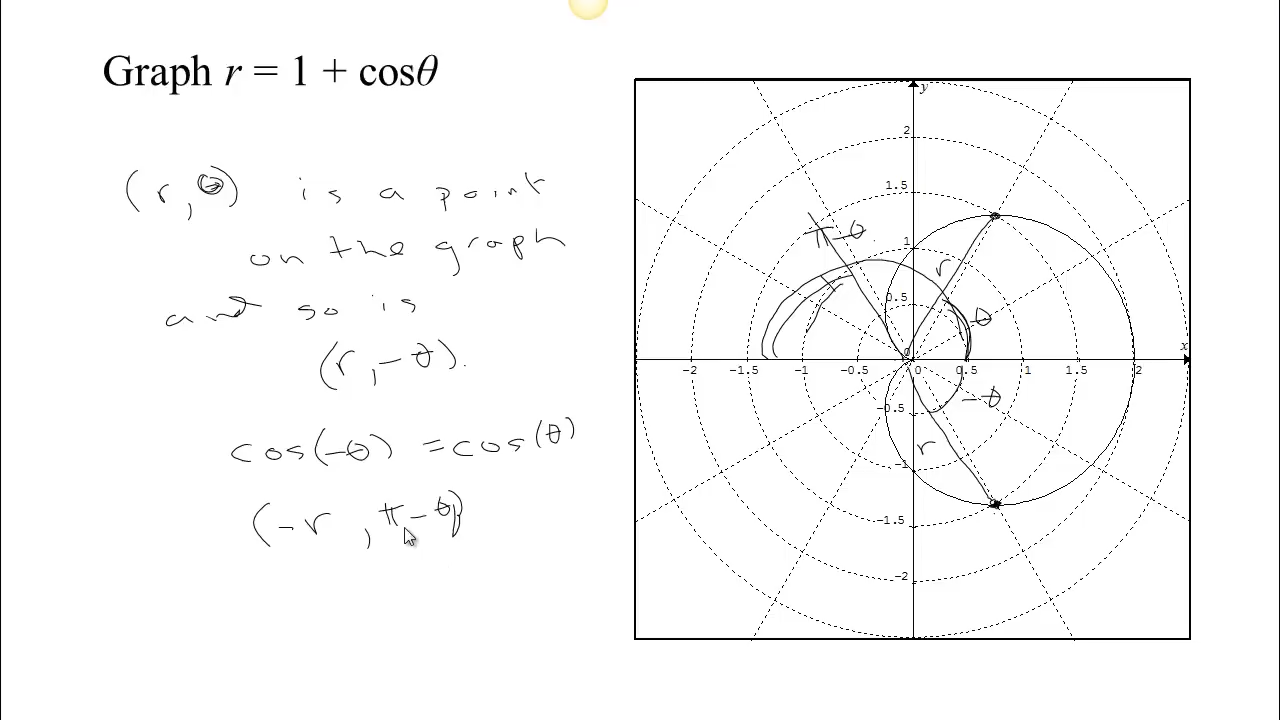 Graph r = 1 + cosθ
(r, θ) is a point
on the graph
and so is
(r, -θ).
cos(-θ) = cos(θ)
(-r, π-θ)
y
2
1.5
π-θ
1
r
0.5
θ
0
x
-2 -1.5 -1 -0.5 0 0.5 1 1.5 2
-θ
-0.5
r
-1
-1.5
-2